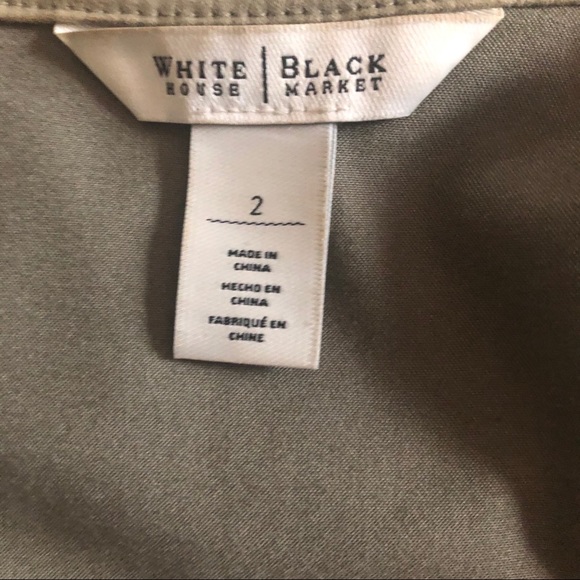 WHITE | BLACK
HOUSE | MARKET
2
MADE IN
CHINA
HECHO EN
CHINA
FABRIQUÉ EN
CHINE